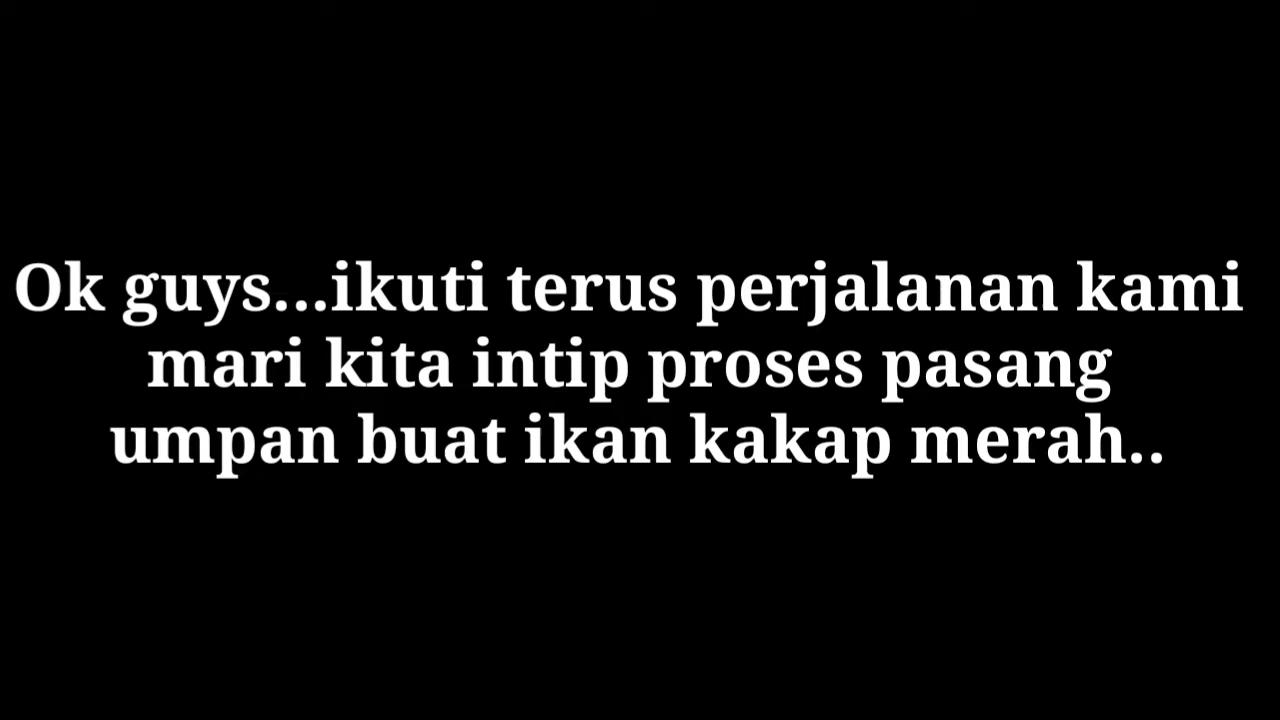 Ok guys...ikuti terus perjalanan kami
mari kita intip proses pasang
umpan buat ikan kakap merah..